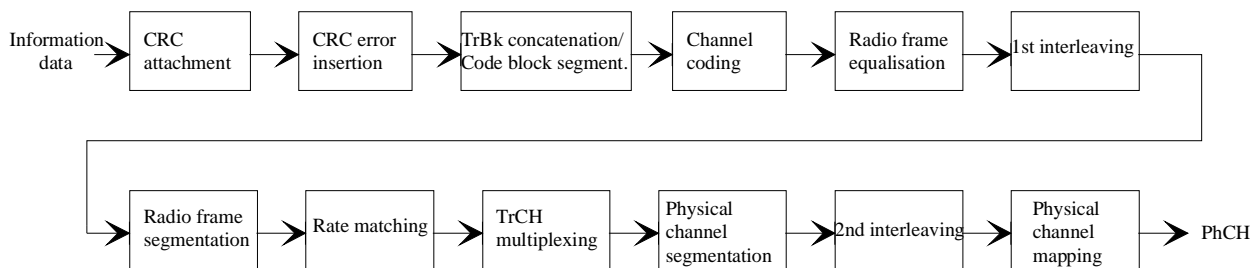 Information
data
CRC
attachment
CRC error
insertion
TrBk concatenation/
Code block segment.
Channel
coding
Radio frame
equalisation
1st interleaving
Radio frame
segmentation
Rate matching
TrCH
multiplexing
Physical
channel
segmentation
2nd interleaving
Physical
channel
mapping
PhCH